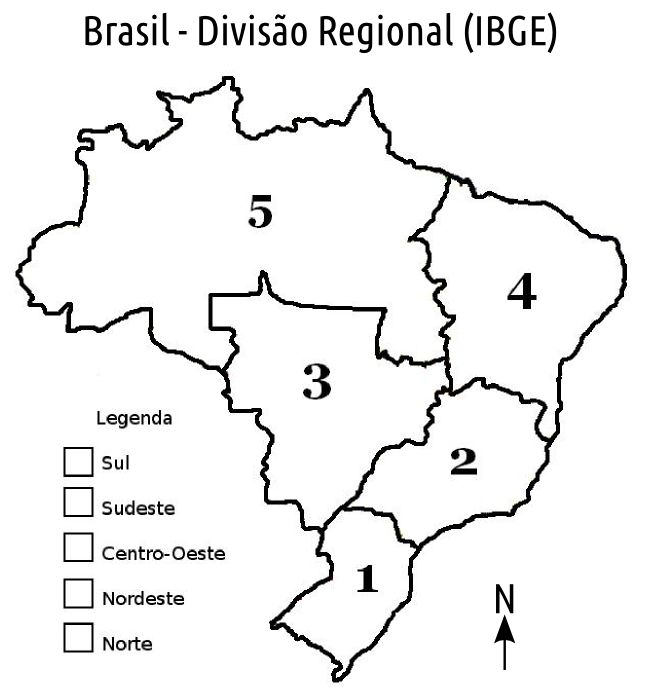 Brasil - Divisão Regional (IBGE)
5
4
3
2
1
Legenda
Sul
Sudeste
Centro-Oeste
Nordeste
Norte
N